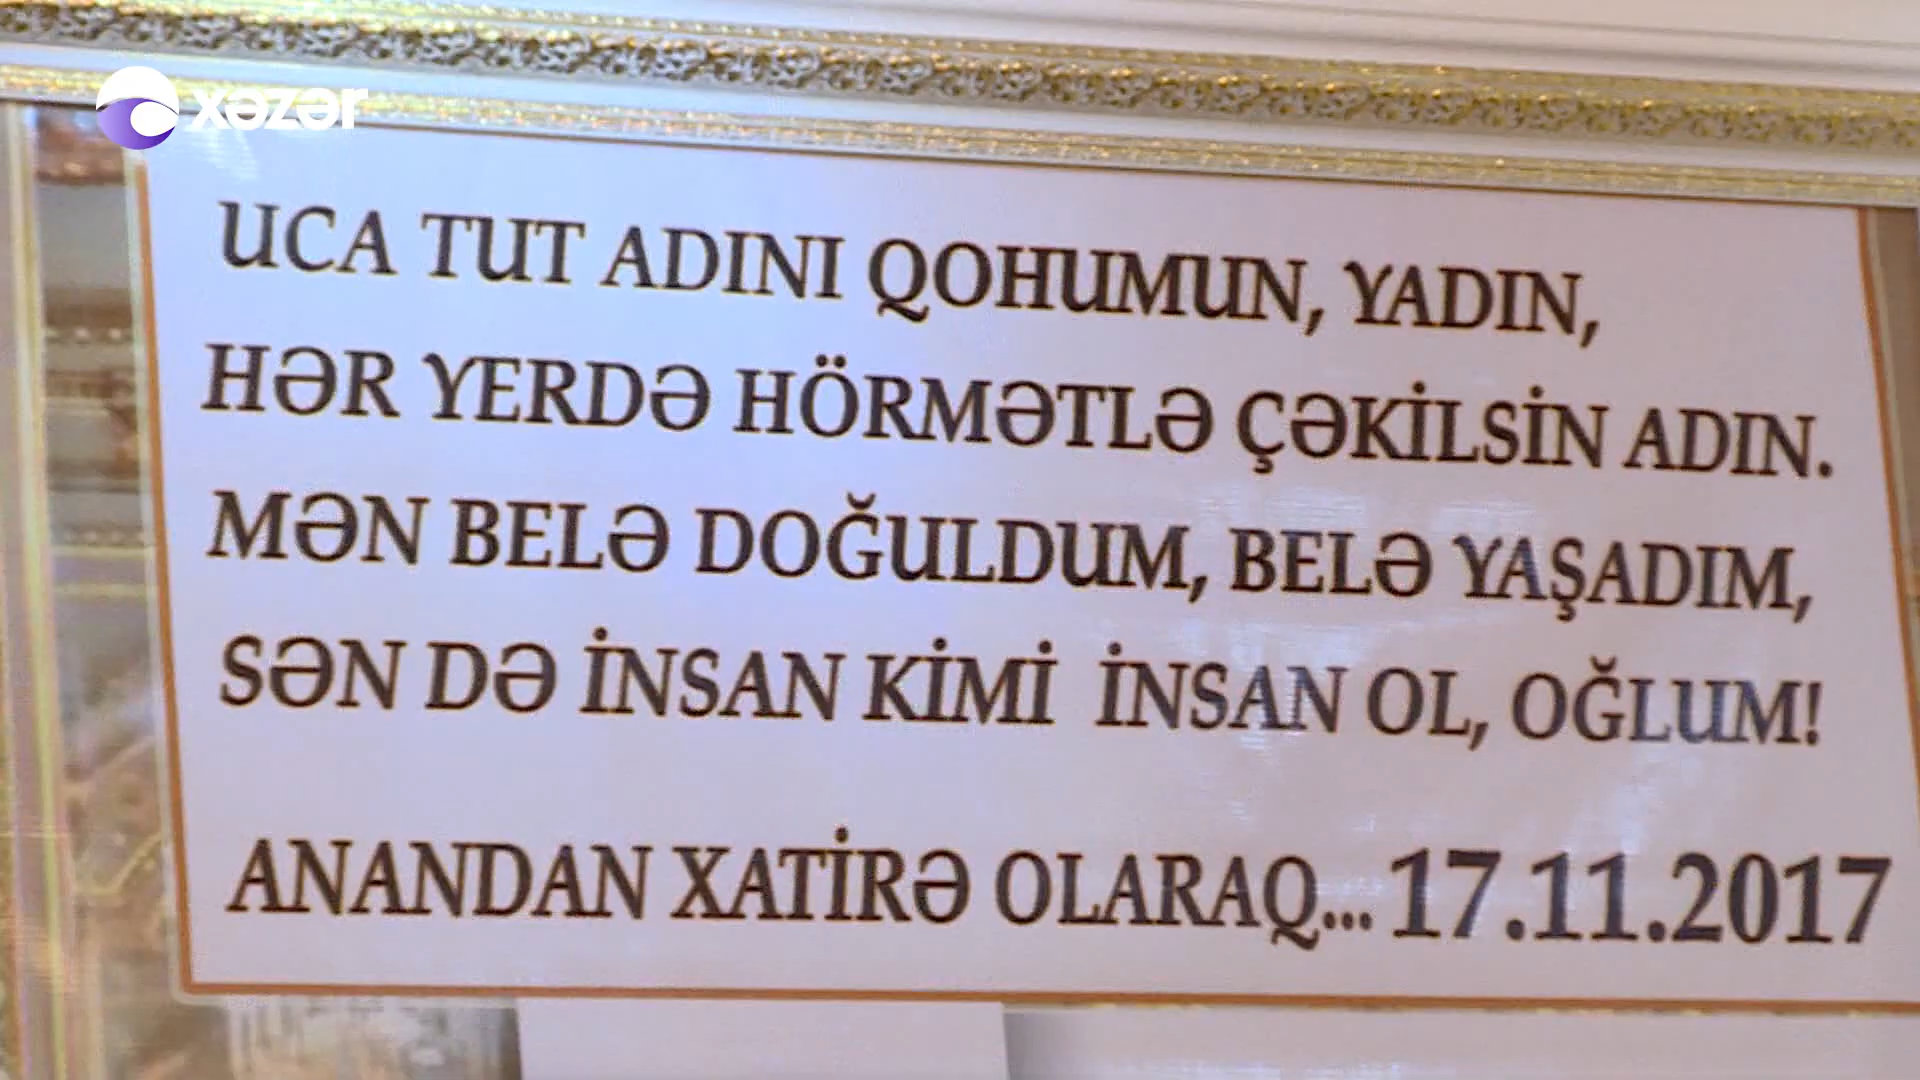 xəzər
UCA TUT ADINI QOHUMUN, YADIN,
HƏR YERDƏ HÖRMƏTLƏ ÇƏKİLSİN ADIN.
MƏN BELƏ DOĞULDUM, BELƏ YAŞADIM,
SƏN DƏ İNSAN KİMİ İNSAN OL, OĞLUM!
ANANDAN XATİRƏ OLARAQ... 17.11.2017